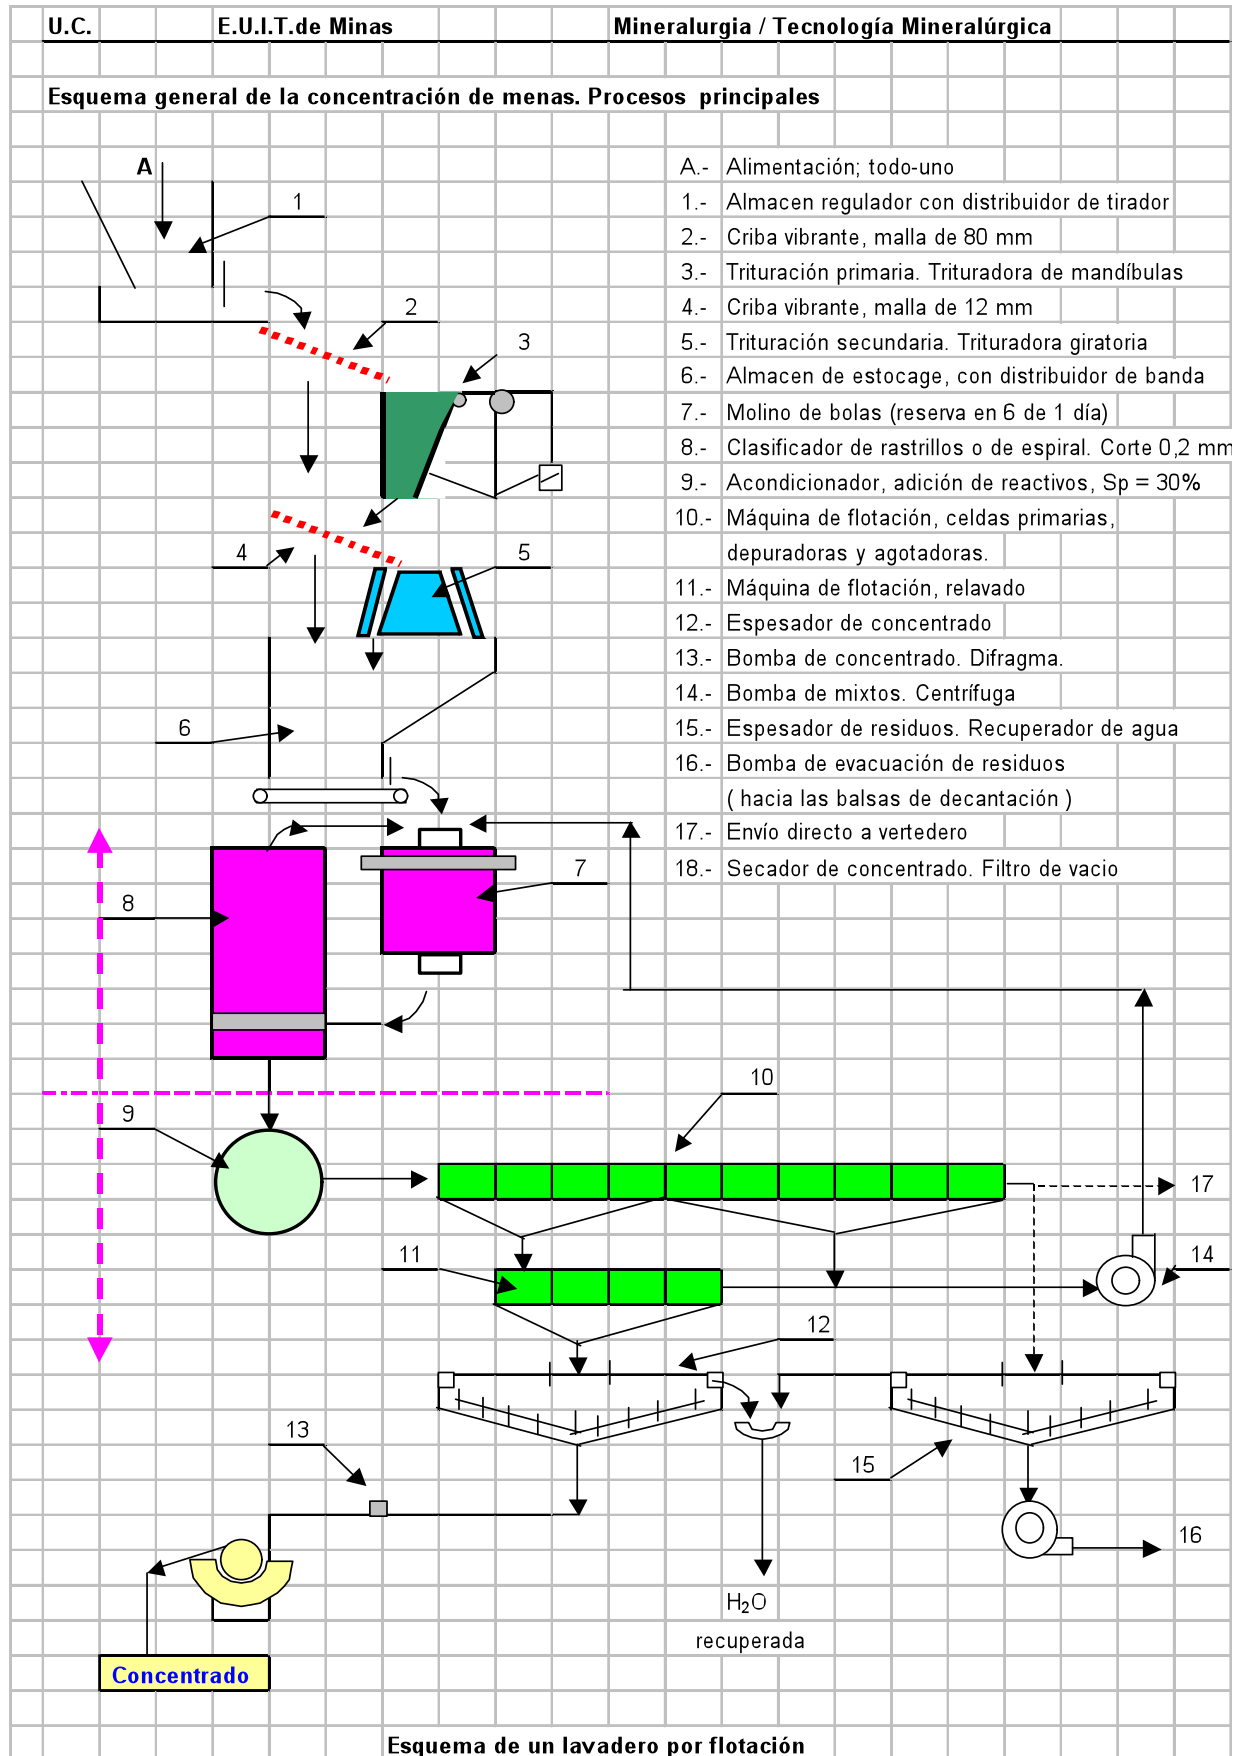 U.C. E.U.I.T.de Minas Mineralurgia / Tecnología Mineralúrgica
Esquema general de la concentración de menas. Procesos principales
A
A.- Alimentación; todo-uno
1
1.- Almacen regulador con distribuidor de tirador
2.- Criba vibrante, malla de 80 mm
3.- Trituración primaria. Trituradora de mandíbulas
2
4.- Criba vibrante, malla de 12 mm
3
5.- Trituración secundaria. Trituradora giratoria
6.- Almacen de estocage, con distribuidor de banda
7.- Molino de bolas (reserva en 6 de 1 día)
8.- Clasificador de rastrillos o de espiral. Corte 0,2 mm
9.- Acondicionador, adición de reactivos, Sp = 30%
10.- Máquina de flotación, celdas primarias,
4
5
depuradoras y agotadoras.
11.- Máquina de flotación, relavado
12.- Espesador de concentrado
13.- Bomba de concentrado. Difragma.
14.- Bomba de mixtos. Centrífuga
6
15.- Espesador de residuos. Recuperador de agua
16.- Bomba de evacuación de residuos
( hacia las balsas de decantación )
17.- Envío directo a vertedero
7
18.- Secador de concentrado. Filtro de vacio
8
10
9
17
11
14
12
13
15
16
H2O
recuperada
Concentrado
Esquema de un lavadero por flotación